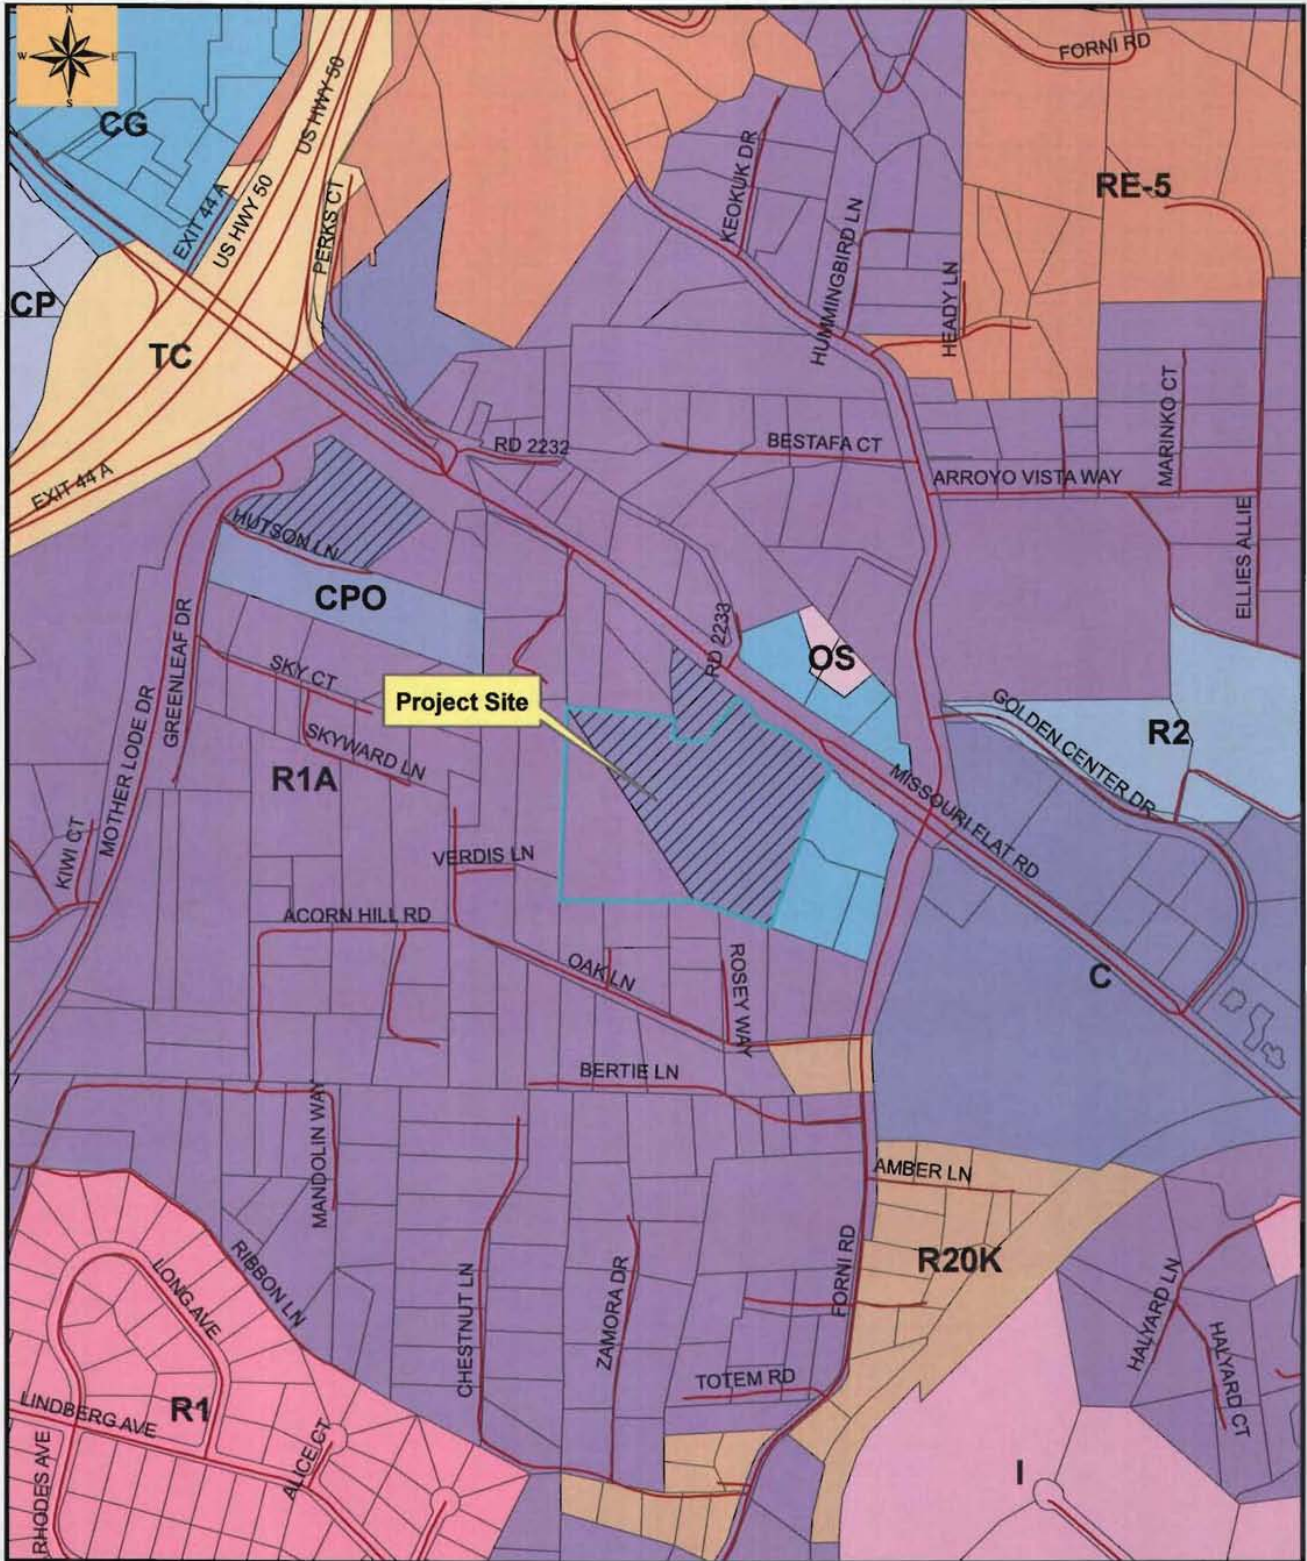 N
W
E
S
FORNI RD
CG
US HWY 50
KEOKUK DR
EXIT 44 A
US HWY 50
PERKS CT
RE-5
HUMMINGBIRD LN
HEADY LN
CP
TC
MARINKO CT
RD 2232
BESTAFA CT
EXIT 44 A
ARROYO VISTA WAY
HUTSON LN
ELLIES ALLIE
CPO
RD 2233
OS
GREENLEAF DR
SKY CT
Project Site
MOTHER LODE DR
GOLDEN CENTER DR
R2
SKYWARD LN
R1A
MISSOURI FLAT RD
KIWI CT
VERDIS LN
ACORN HILL RD
OAK LN
ROSEY WAY
C
BERTIE LN
MANDOLIN WAY
AMBER LN
RIBBON LN
LONG AVE
CHESTNUT LN
ZAMORA DR
FORNI RD
R20K
HALYARD LN
HALYARD CT
TOTEM RD
LINDBERG AVE
R1
ALICE CT
RHODES AVE
I